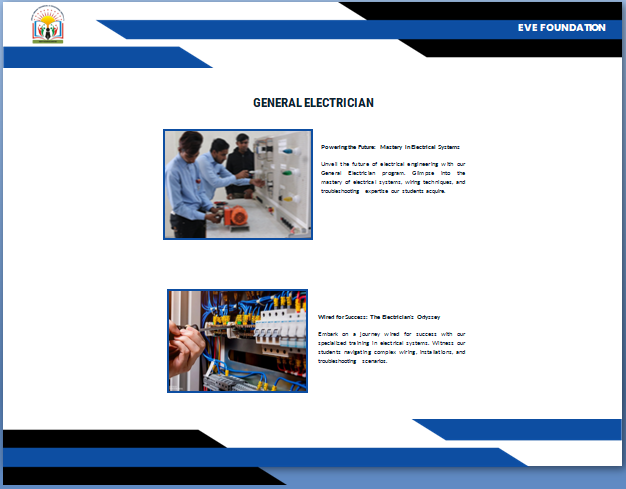 EVE FOUNDATION
GENERAL ELECTRICIAN
Powering the Future: Mastery in Electrical Systems
Unveil the future of electrical engineering with our
General Electrician program. Glimpse into the
mastery of electrical systems, wiring techniques, and
troubleshooting expertise our students acquire.
Wired for Success: The Electrician's Odyssey
Embark on a journey wired for success with our
specialized training in electrical systems. Witness our
students navigating complex wiring, installations, and
troubleshooting scenarios.